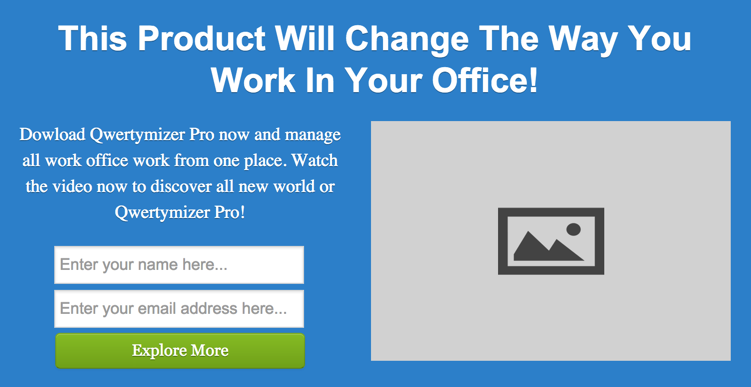 This Product Will Change The Way You
Work In Your Office!
Dowload Qwertymizer Pro now and manage
all work office work from one place. Watch
the video now to discover all new world or
Qwertymizer Pro!
Enter your name here...
Enter your email address here...
Explore More